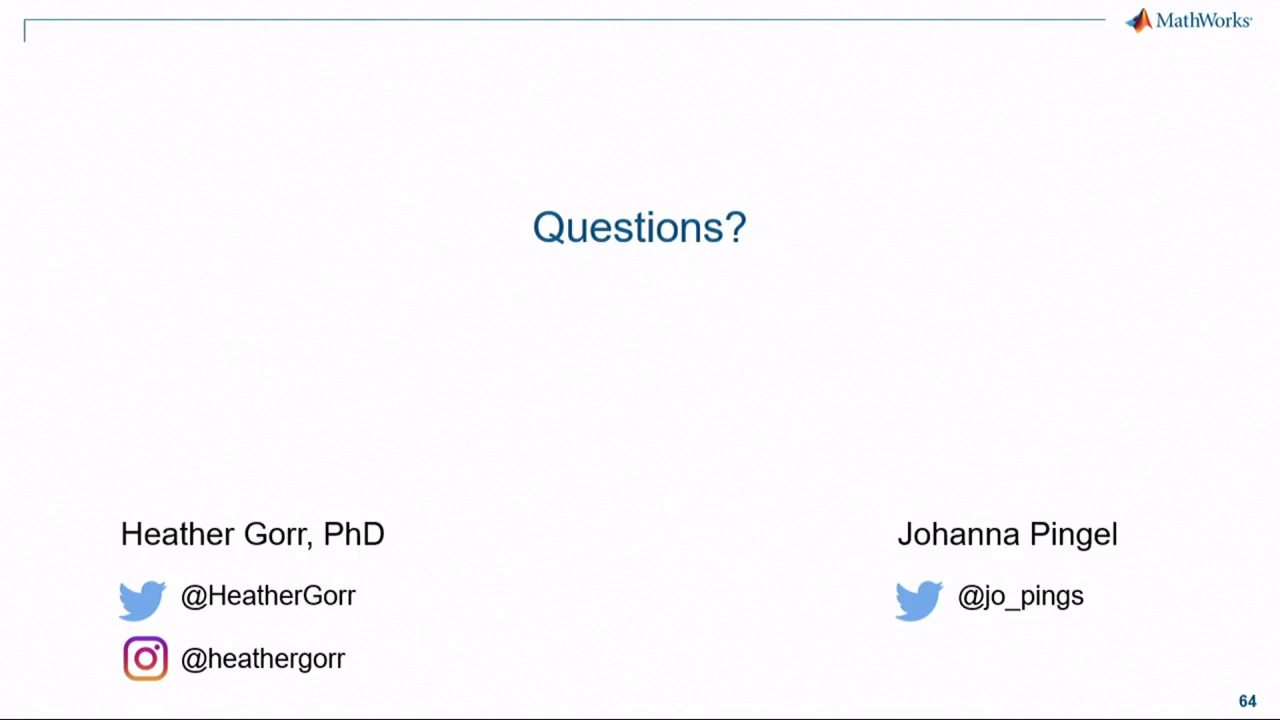 MathWorks
Questions?
Heather Gorr, PhD
@HeatherGorr
@heathergorr
Johanna Pingel
@jo_pings
64